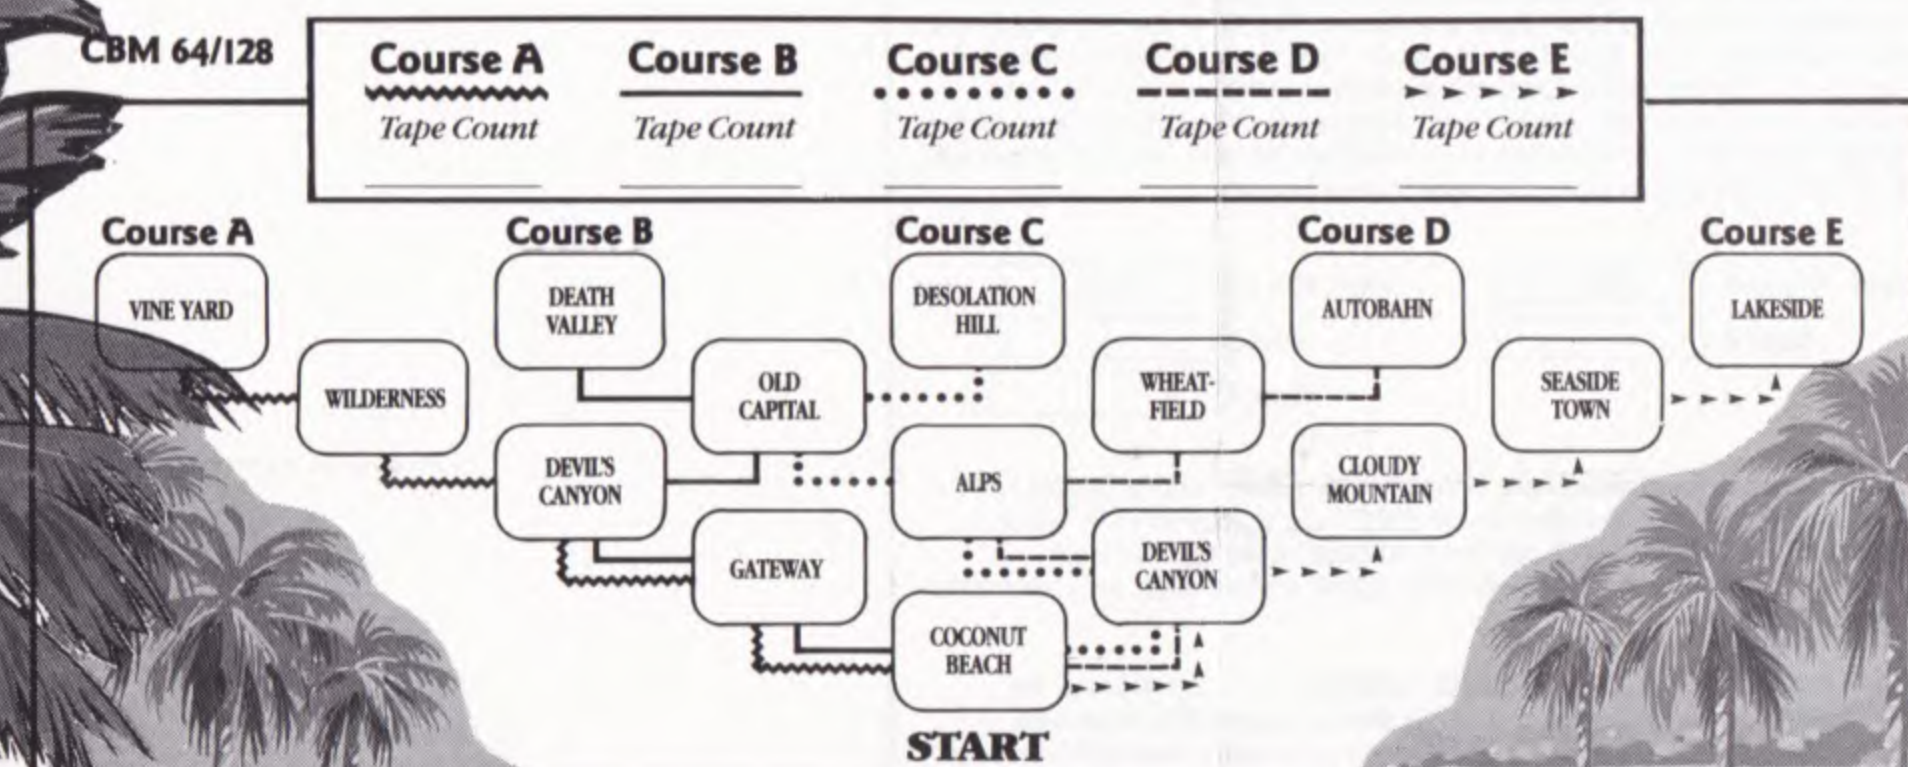 CBM 64/128
Course A Course B Course C Course D Course E
Tape Count Tape Count Tape Count Tape Count Tape Count
Course A Course B Course C Course D Course E
VINE YARD
DEATH
VALLEY
DESOLATION
HILL
AUTOBAHN
LAKESIDE
WILDERNESS
OLD
CAPITAL
WHEAT-
FIELD
SEASIDE
TOWN
DEVIL'S
CANYON
ALPS
CLOUDY
MOUNTAIN
GATEWAY
DEVIL'S
CANYON
COCONUT
BEACH
START